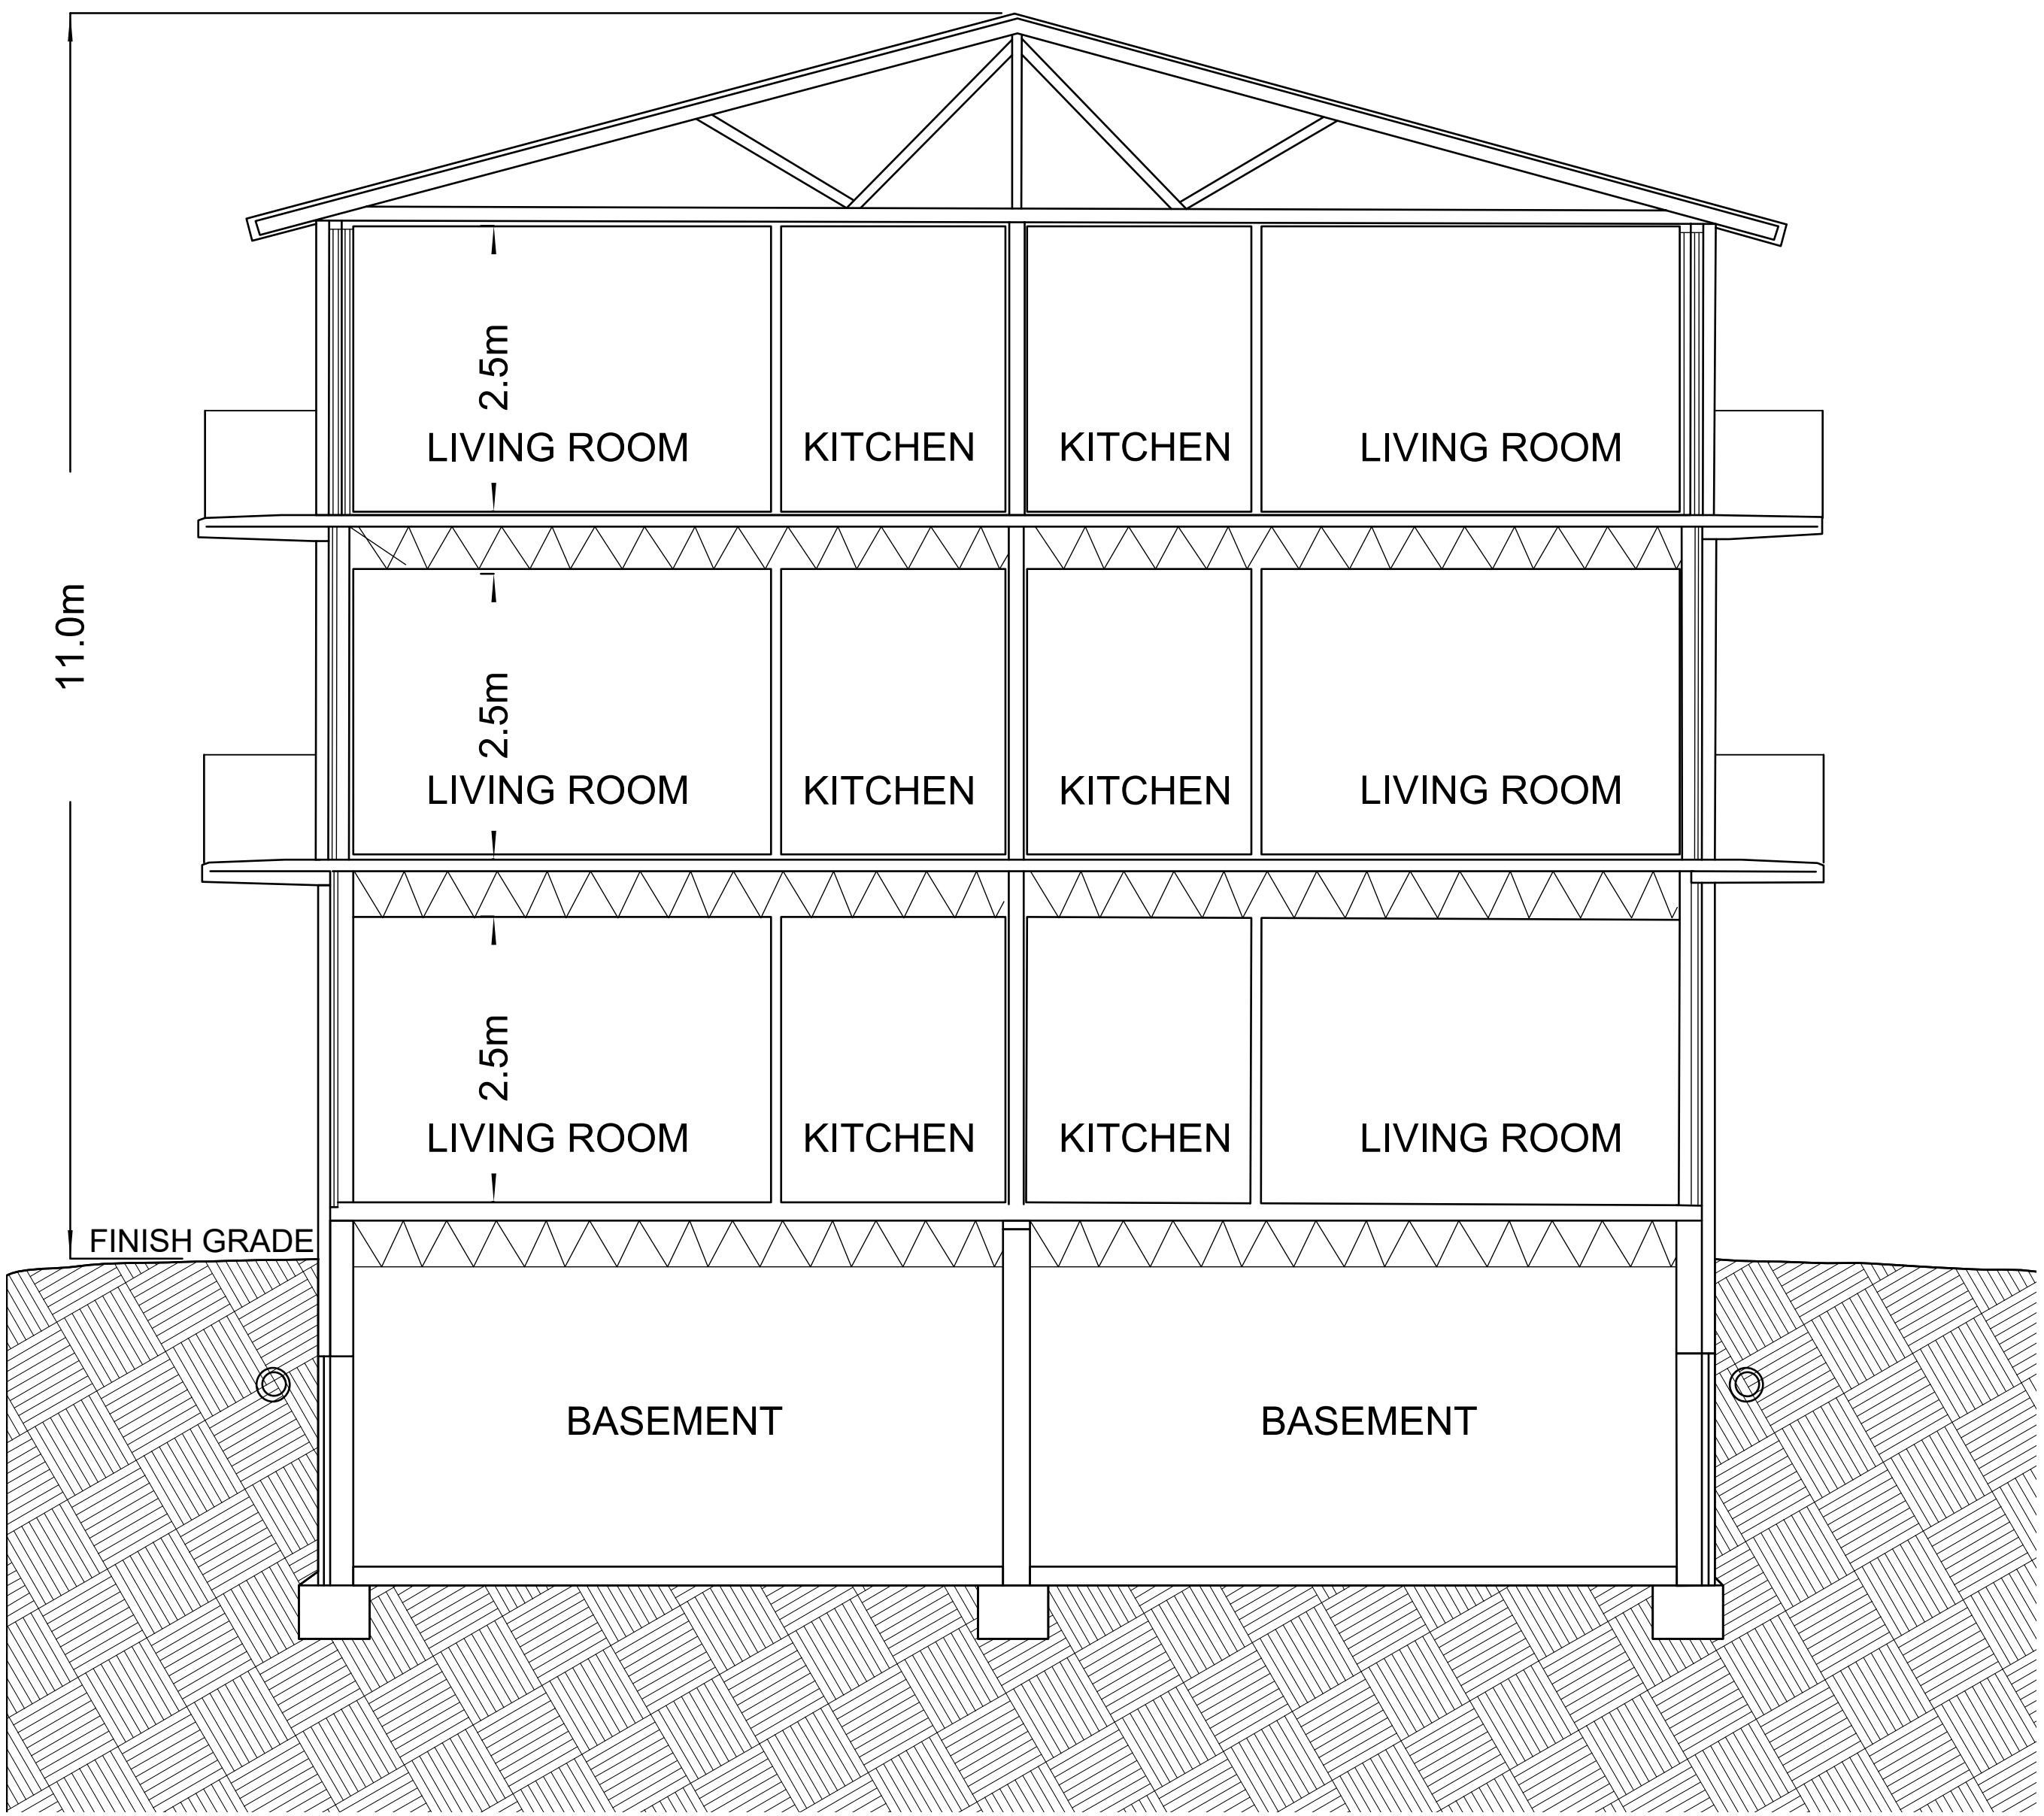 2.5m
LIVING ROOM KITCHEN KITCHEN LIVING ROOM
11.0m
2.5m
LIVING ROOM KITCHEN KITCHEN LIVING ROOM
2.5m
LIVING ROOM KITCHEN KITCHEN LIVING ROOM
FINISH GRADE
BASEMENT BASEMENT